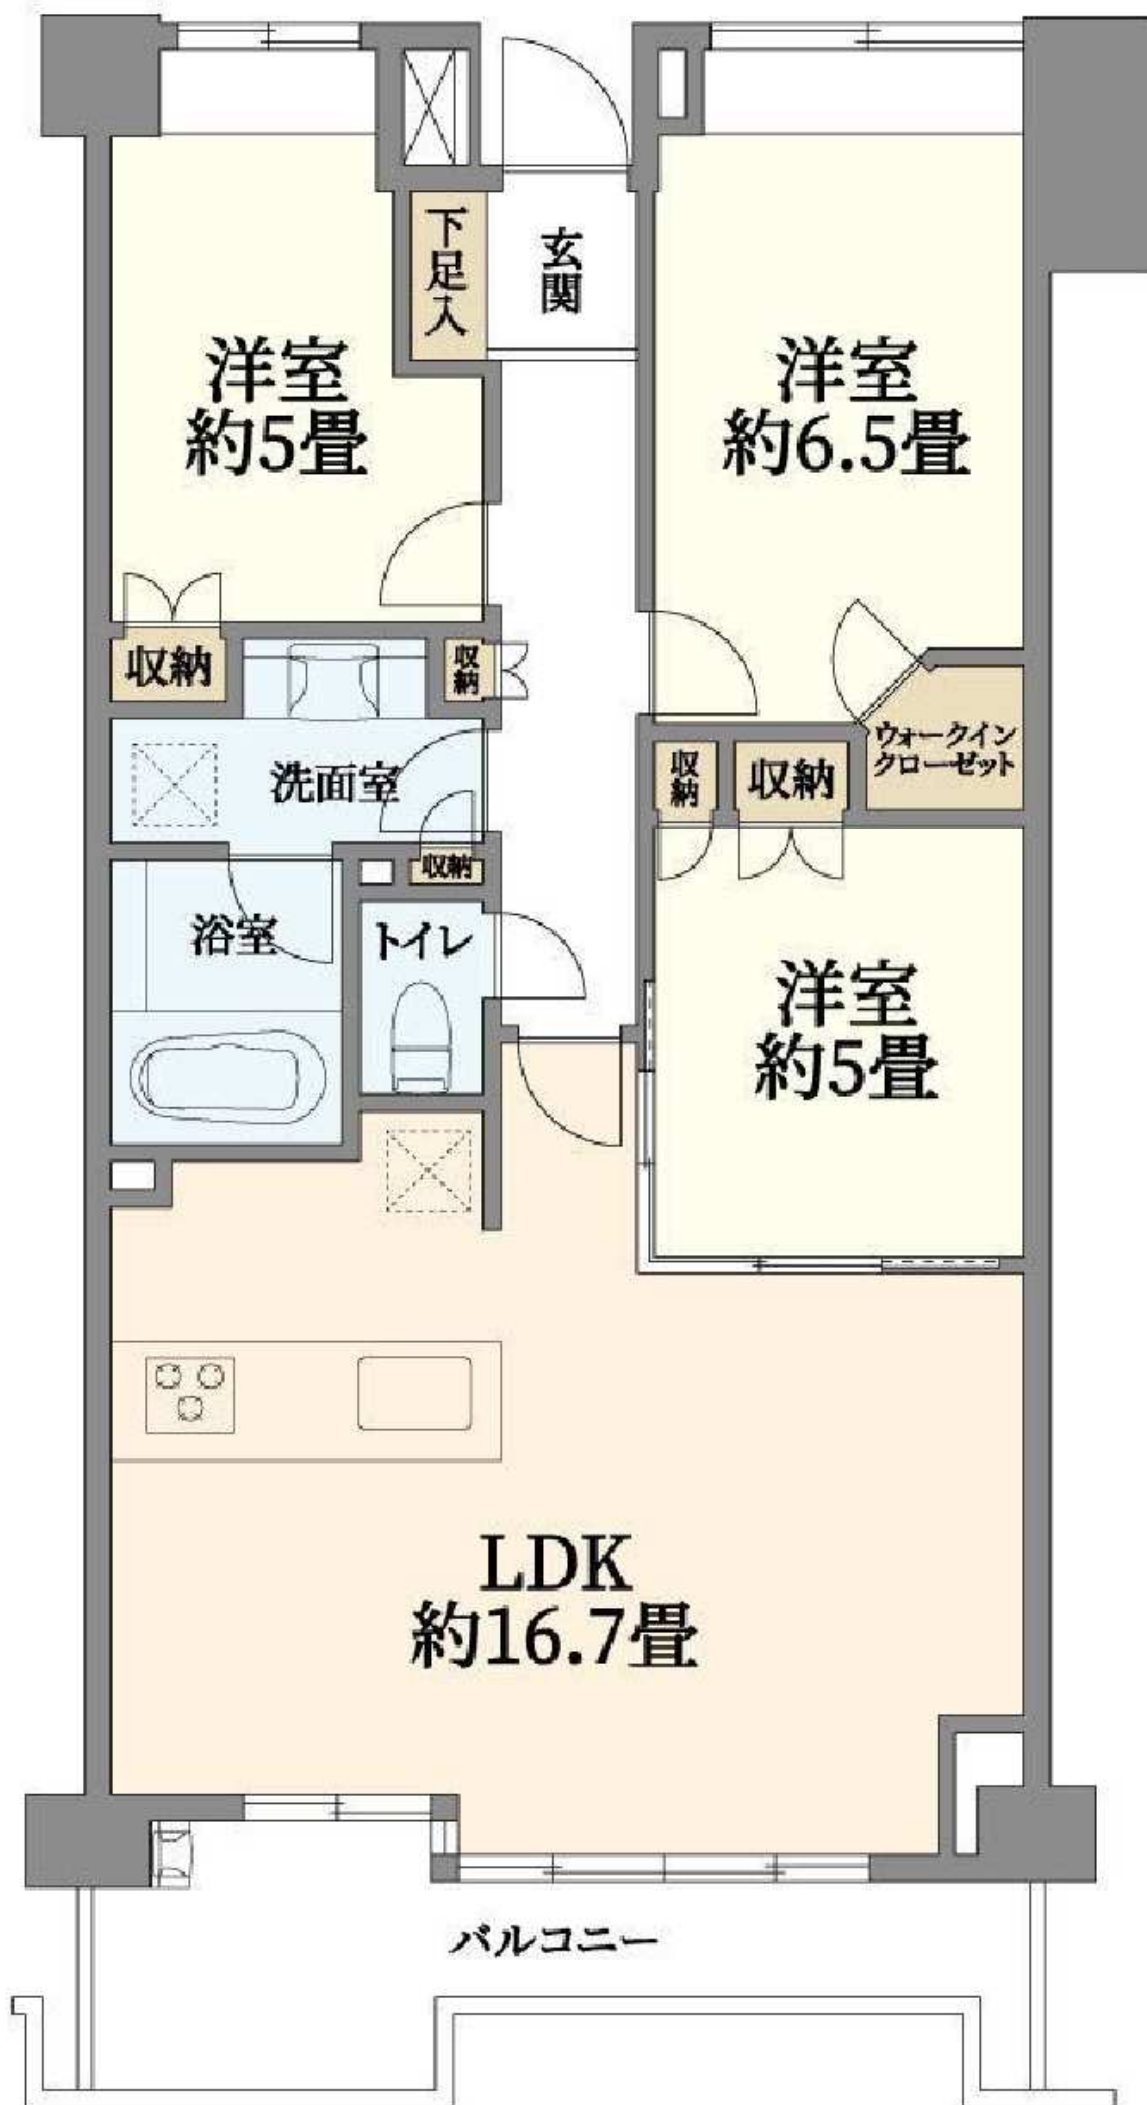 下足入
玄関
洋室
約5畳
洋室
約6.5畳
収納
収納
洗面室
収納
収納
収納
ウォークイン
クローゼット
浴室
トイレ
洋室
約5畳
LDK
約16.7畳
バルコニー